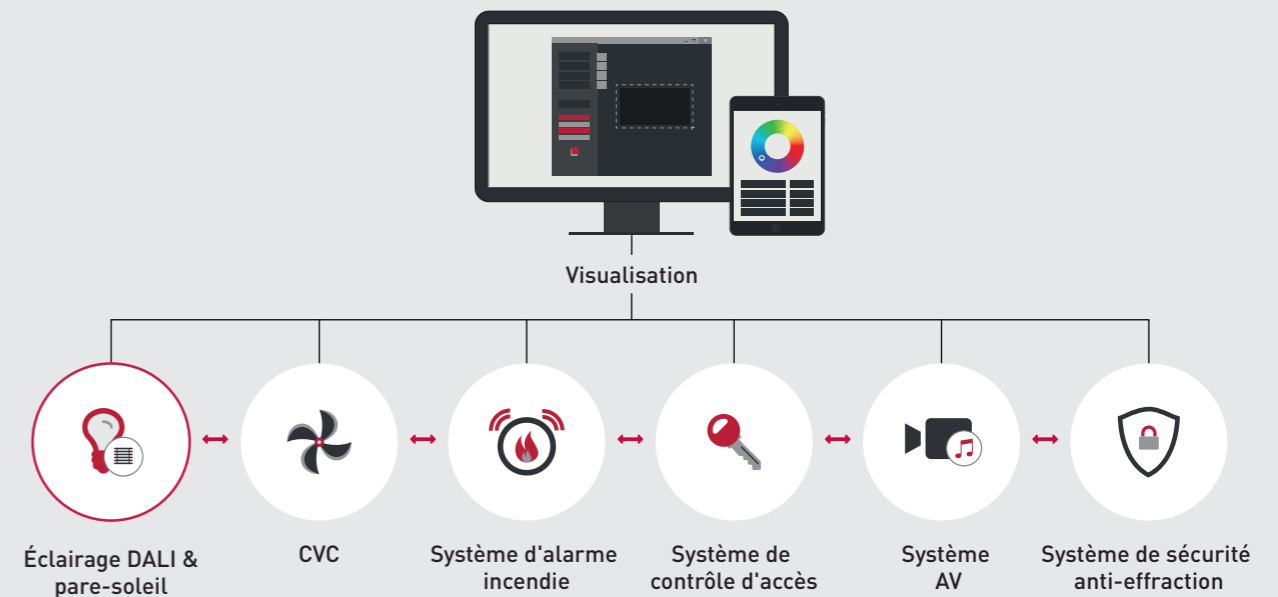 Visualisation
Éclairage DALI &
pare-soleil
CVC
Système d'alarme
incendie
Système de
contrôle d'accès
Système
AV
Système de sécurité
anti-effraction